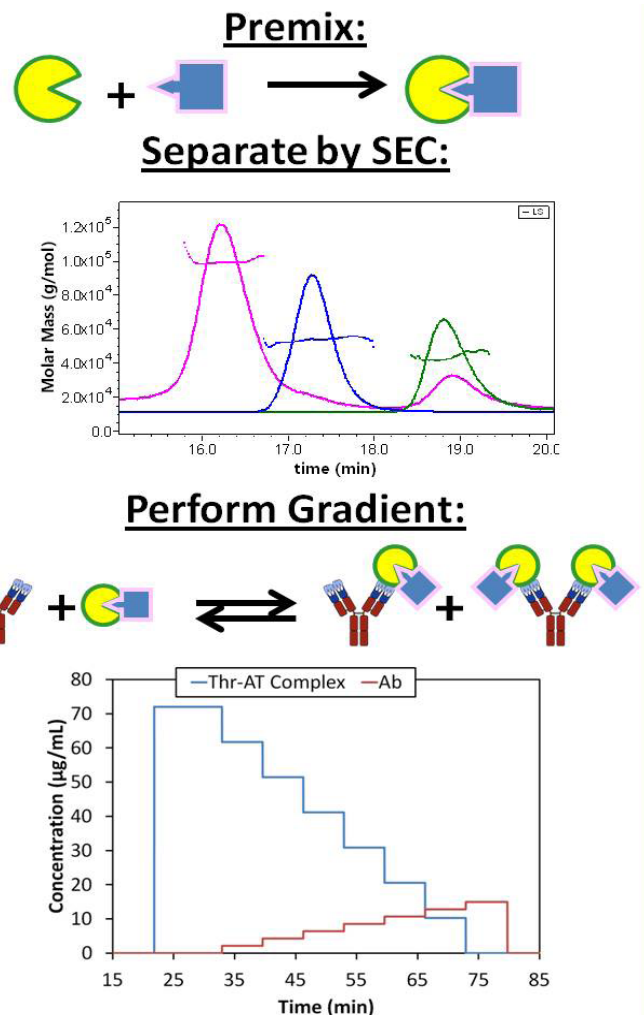 Premix:
+
Separate by SEC:
LS
Molar Mass (g/mol)
1.2x10⁵
1.0x10⁵
8.0x10⁴
6.0x10⁴
4.0x10⁴
2.0x10⁴
0.0
16.0 17.0 18.0 19.0 20.0
time (min)
Perform Gradient:
+ +
Thr-AT Complex Ab
Concentration (µg/mL)
80
70
60
50
40
30
20
10
0
15 25 35 45 55 65 75 85
Time (min)